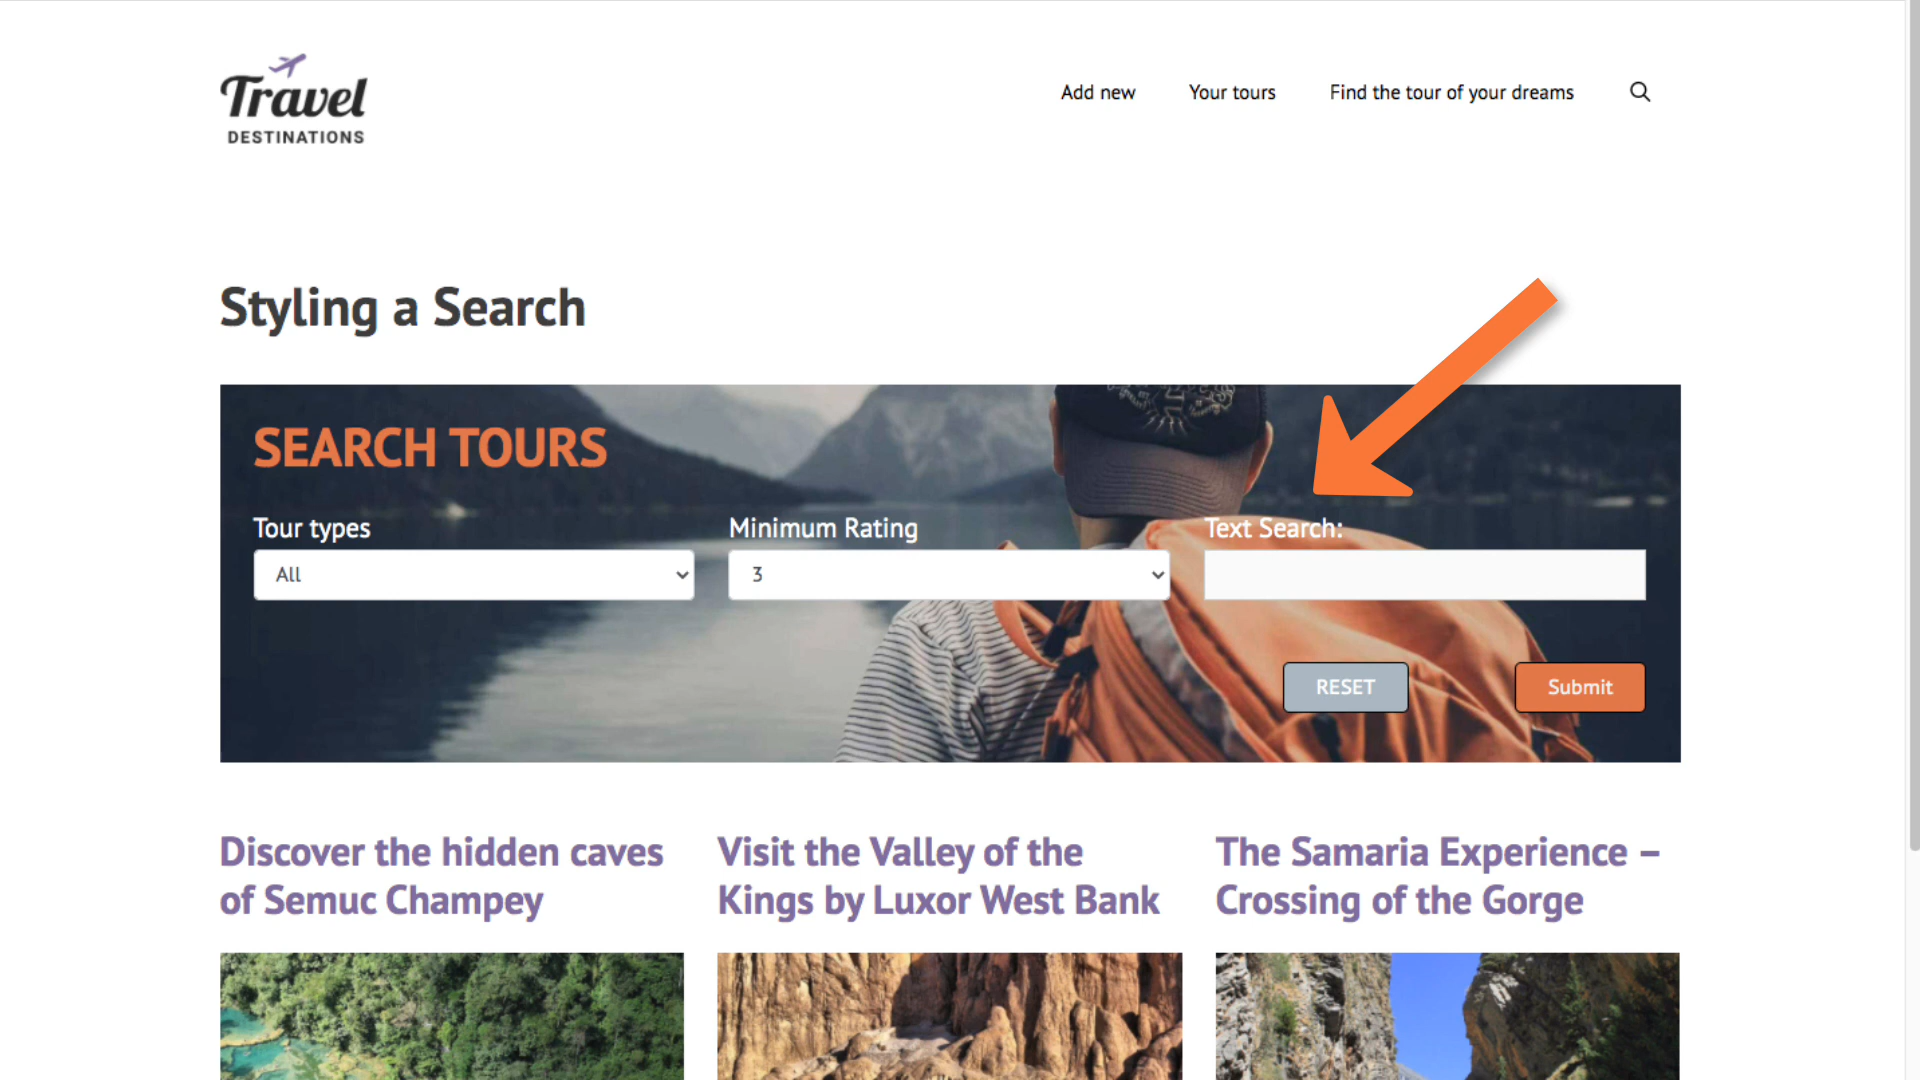 Travel
DESTINATIONS
Add new
Your tours
Find the tour of your dreams
Styling a Search
SEARCH TOURS
Tour types
Minimum Rating
Text Search:
All
3
RESET
Submit
Discover the hidden caves
of Semuc Champey
Visit the Valley of the
Kings by Luxor West Bank
The Samaria Experience –
Crossing of the Gorge